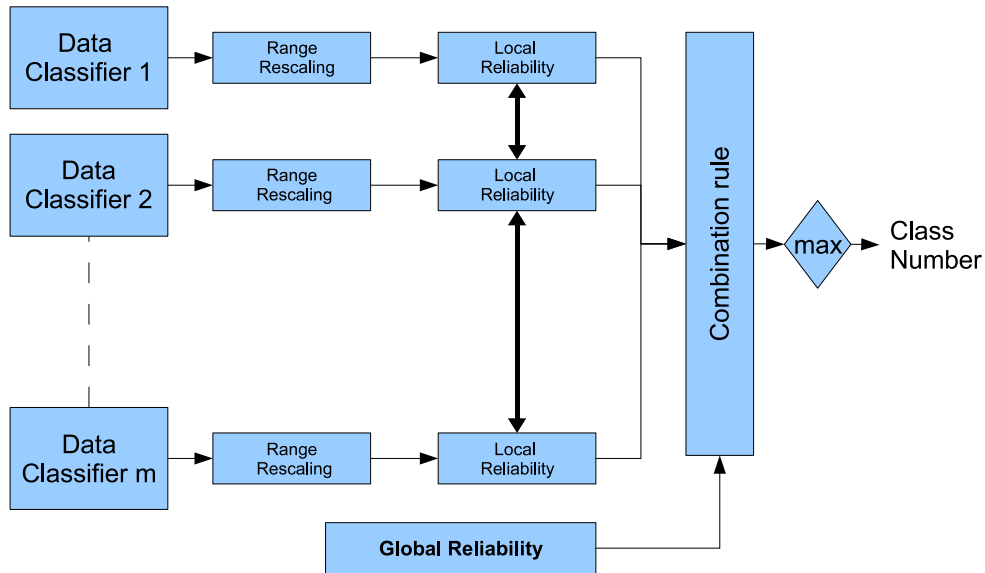 Data
Classifier 1
Range
Rescaling
Local
Reliability
Data
Classifier 2
Range
Rescaling
Local
Reliability
Combination rule
max
Class
Number
Data
Classifier m
Range
Rescaling
Local
Reliability
Global Reliability